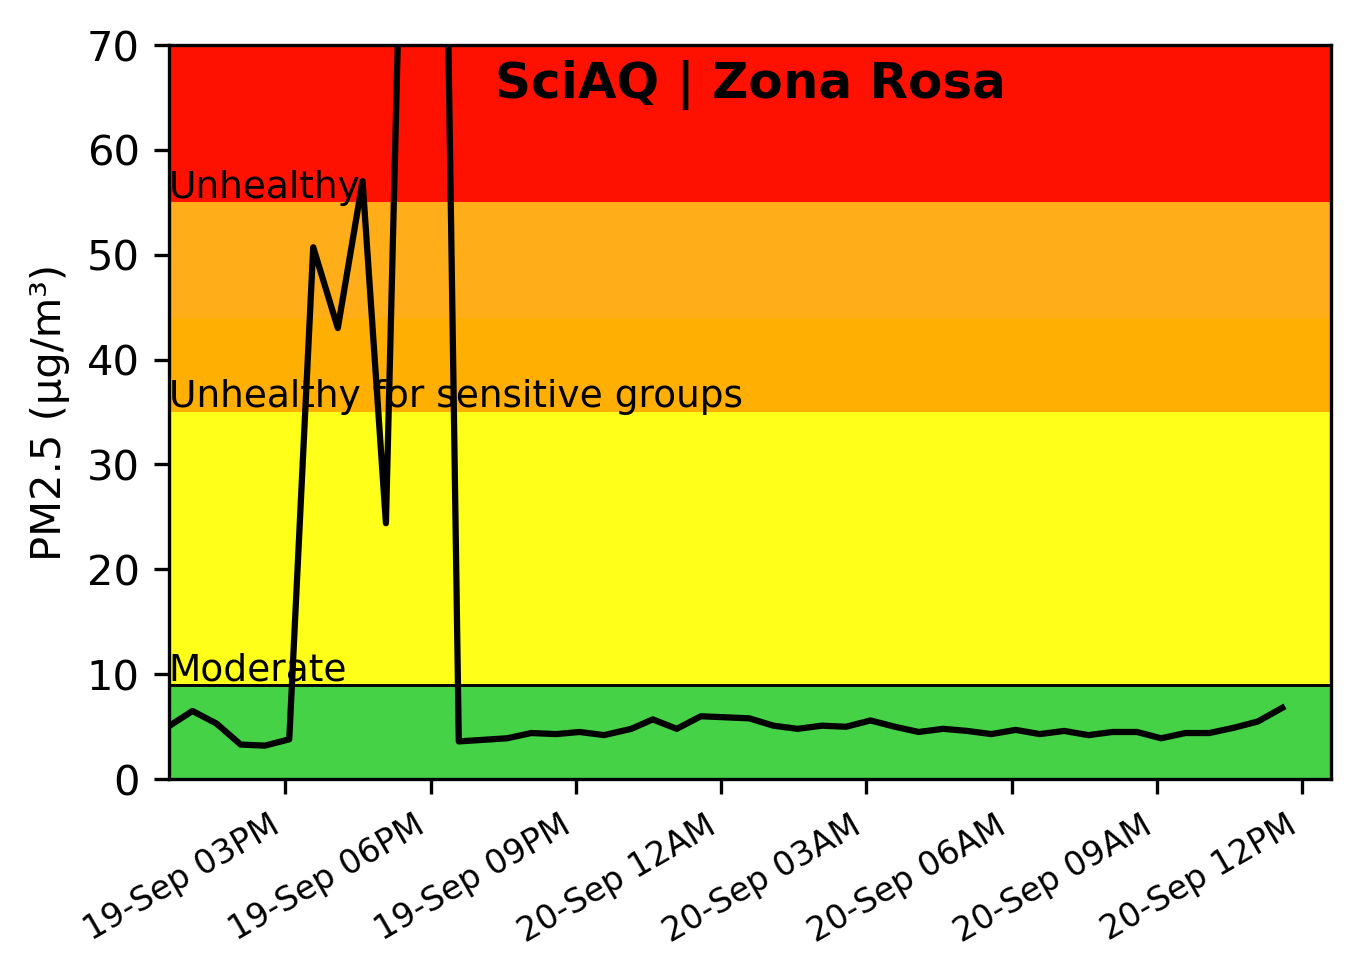 SciAQ | Zona Rosa
PM2.5 (µg/m³)
70
60
50
40
30
20
10
0
Unhealthy
Unhealthy for sensitive groups
Moderate
19-Sep 03PM
19-Sep 06PM
19-Sep 09PM
20-Sep 12AM
20-Sep 03AM
20-Sep 06AM
20-Sep 09AM
20-Sep 12PM